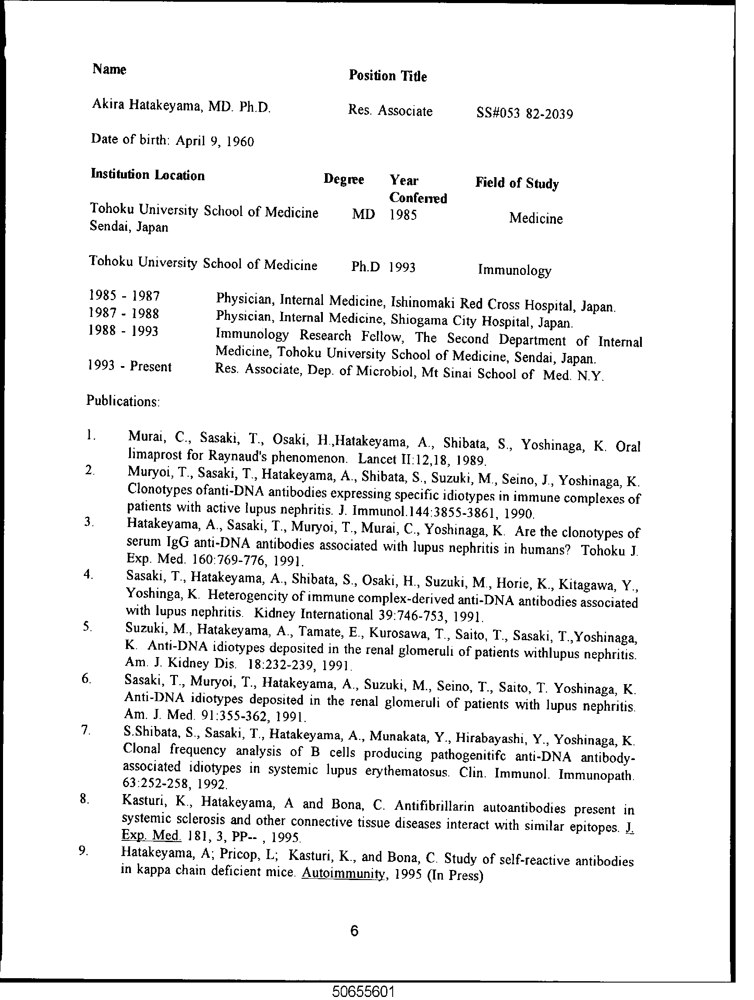 Name
Position Title
Akira Hatakeyama, MD. Ph.D.
Res. Associate
SS#053 82-2039
Date of birth: April 9, 1960
Institution Location
Degree
Year
Conferred
Field of Study
Tohoku University School of Medicine
MD 1985
Medicine
Sendai, Japan
Tohoku University School of Medicine
Ph.D 1993
Immunology
1985 - 1987 Physician, Internal Medicine, Ishinomaki Red Cross Hospital, Japan.
1987 - 1988 Physician, Internal Medicine, Shiogama City Hospital, Japan.
1988 - 1993 Immunology Research Fellow, The Second Department of Internal
Medicine, Tohoku University School of Medicine, Sendai, Japan.
1993 - Present Res. Associate, Dep. of Microbiol, Mt Sinai School of Med. N.Y.
Publications:
1. Murai, C., Sasaki, T., Osaki, H.,Hatakeyama, A., Shibata, S., Yoshinaga, K. Oral
limaprost for Raynaud's phenomenon. Lancet II:12,18, 1989.
2. Muryoi, T., Sasaki, T., Hatakeyama, A., Shibata, S., Suzuki, M., Seino, J., Yoshinaga, K.
Clonotypes ofanti-DNA antibodies expressing specific idiotypes in immune complexes of
patients with active lupus nephritis. J. Immunol.144:3855-3861, 1990.
3. Hatakeyama, A., Sasaki, T., Muryoi, T., Murai, C., Yoshinaga, K. Are the clonotypes of
serum IgG anti-DNA antibodies associated with lupus nephritis in humans? Tohoku J.
Exp. Med. 160:769-776, 1991.
4. Sasaki, T., Hatakeyama, A., Shibata, S., Osaki, H., Suzuki, M., Horie, K., Kitagawa, Y.,
Yoshinga, K. Heterogencity of immune complex-derived anti-DNA antibodies associated
with lupus nephritis. Kidney International 39:746-753, 1991.
5. Suzuki, M., Hatakeyama, A., Tamate, E., Kurosawa, T., Saito, T., Sasaki, T.,Yoshinaga,
K. Anti-DNA idiotypes deposited in the renal glomeruli of patients withlupus nephritis.
Am. J. Kidney Dis. 18:232-239, 1991.
6. Sasaki, T., Muryoi, T., Hatakeyama, A., Suzuki, M., Seino, T., Saito, T. Yoshinaga, K.
Anti-DNA idiotypes deposited in the renal glomeruli of patients with lupus nephritis.
Am. J. Med. 91:355-362, 1991.
7. S.Shibata, S., Sasaki, T., Hatakeyama, A., Munakata, Y., Hirabayashi, Y., Yoshinaga, K.
Clonal frequency analysis of B cells producing pathogenitifc anti-DNA antibody-
associated idiotypes in systemic lupus erythematosus. Clin. Immunol. Immunopath.
63:252-258, 1992.
8. Kasturi, K., Hatakeyama, A and Bona, C. Antifibrillarin autoantibodies present in
systemic sclerosis and other connective tissue diseases interact with similar epitopes. J.
Exp. Med. 181, 3, PP-- , 1995.
9. Hatakeyama, A; Pricop, L; Kasturi, K., and Bona, C. Study of self-reactive antibodies
in kappa chain deficient mice. Autoimmunity, 1995 (In Press)
6
50655601